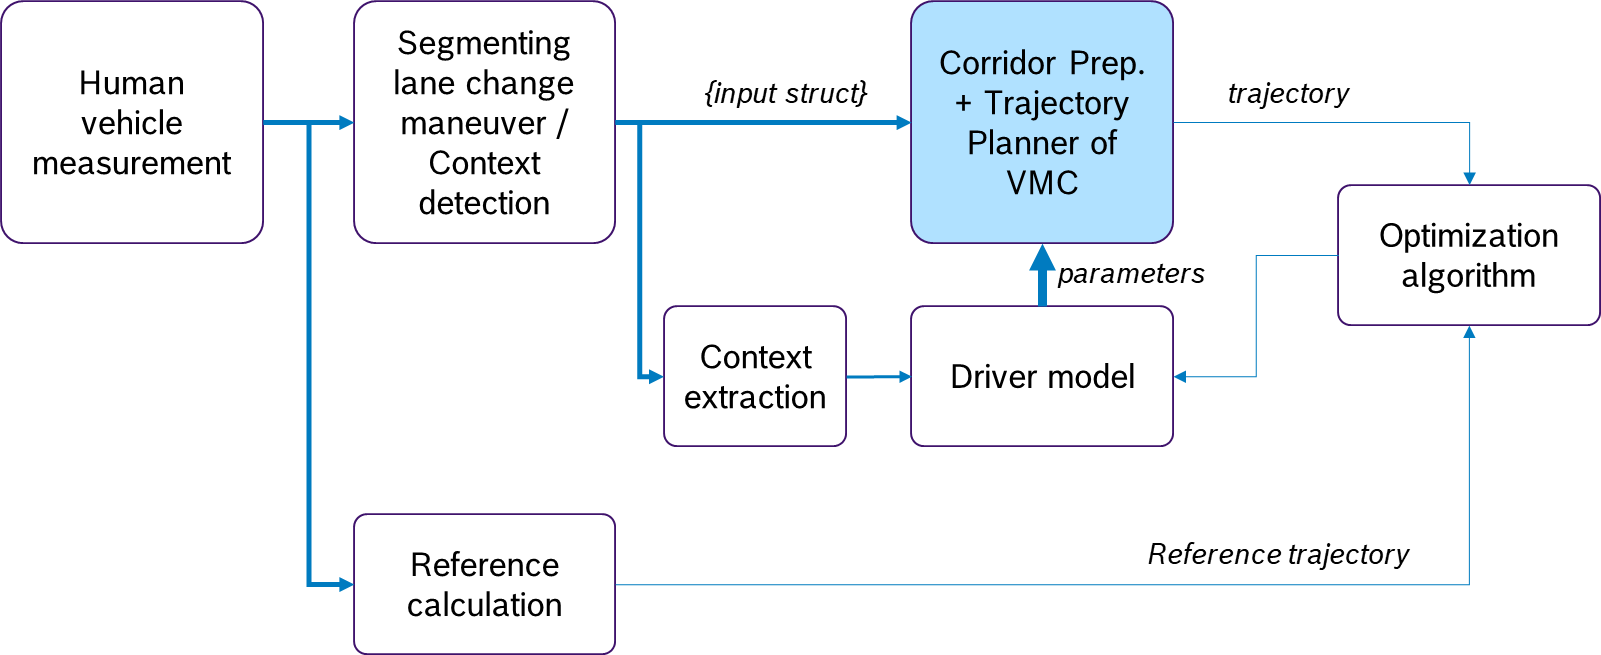 Human
vehicle
measurement
Segmenting
lane change
maneuver /
Context
detection
{input struct}
Corridor Prep.
+ Trajectory
Planner of
VMC
trajectory
Optimization
algorithm
parameters
Context
extraction
Driver model
Reference
calculation
Reference trajectory